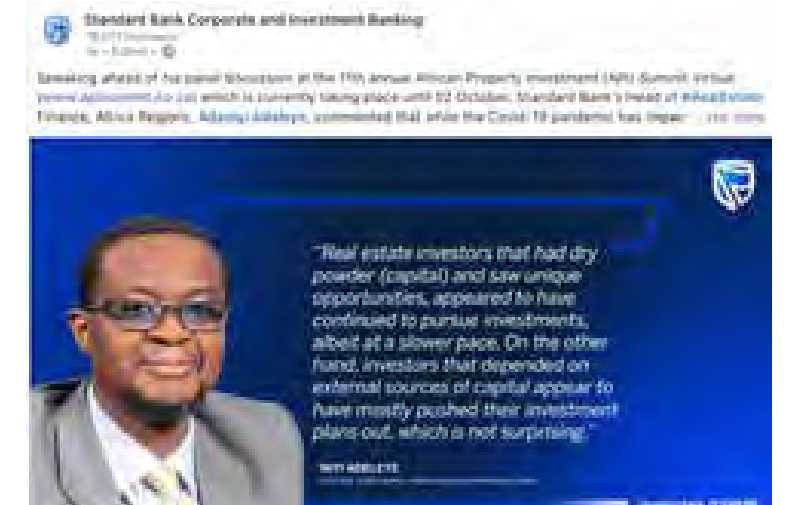 Standard Bank Corporate and Investment Banking
Speaking ahead of his panel discussion at the 11th annual African Property Investment (API) Summit Virtual
which is currently taking place until 02 October, Standard Bank's Head of #RealEstate
Finance, Africa Regions, commented that while the Covid-19 pandemic has impac
"Real estate investors that had dry
powder (capital) and saw unique
opportunities, appeared to have
continued to pursue investments,
albeit at a slower pace. On the other
hand, investors that depended on
external sources of capital appear to
have mostly pushed their investment
plans out, which is not surprising."
ADELEYE